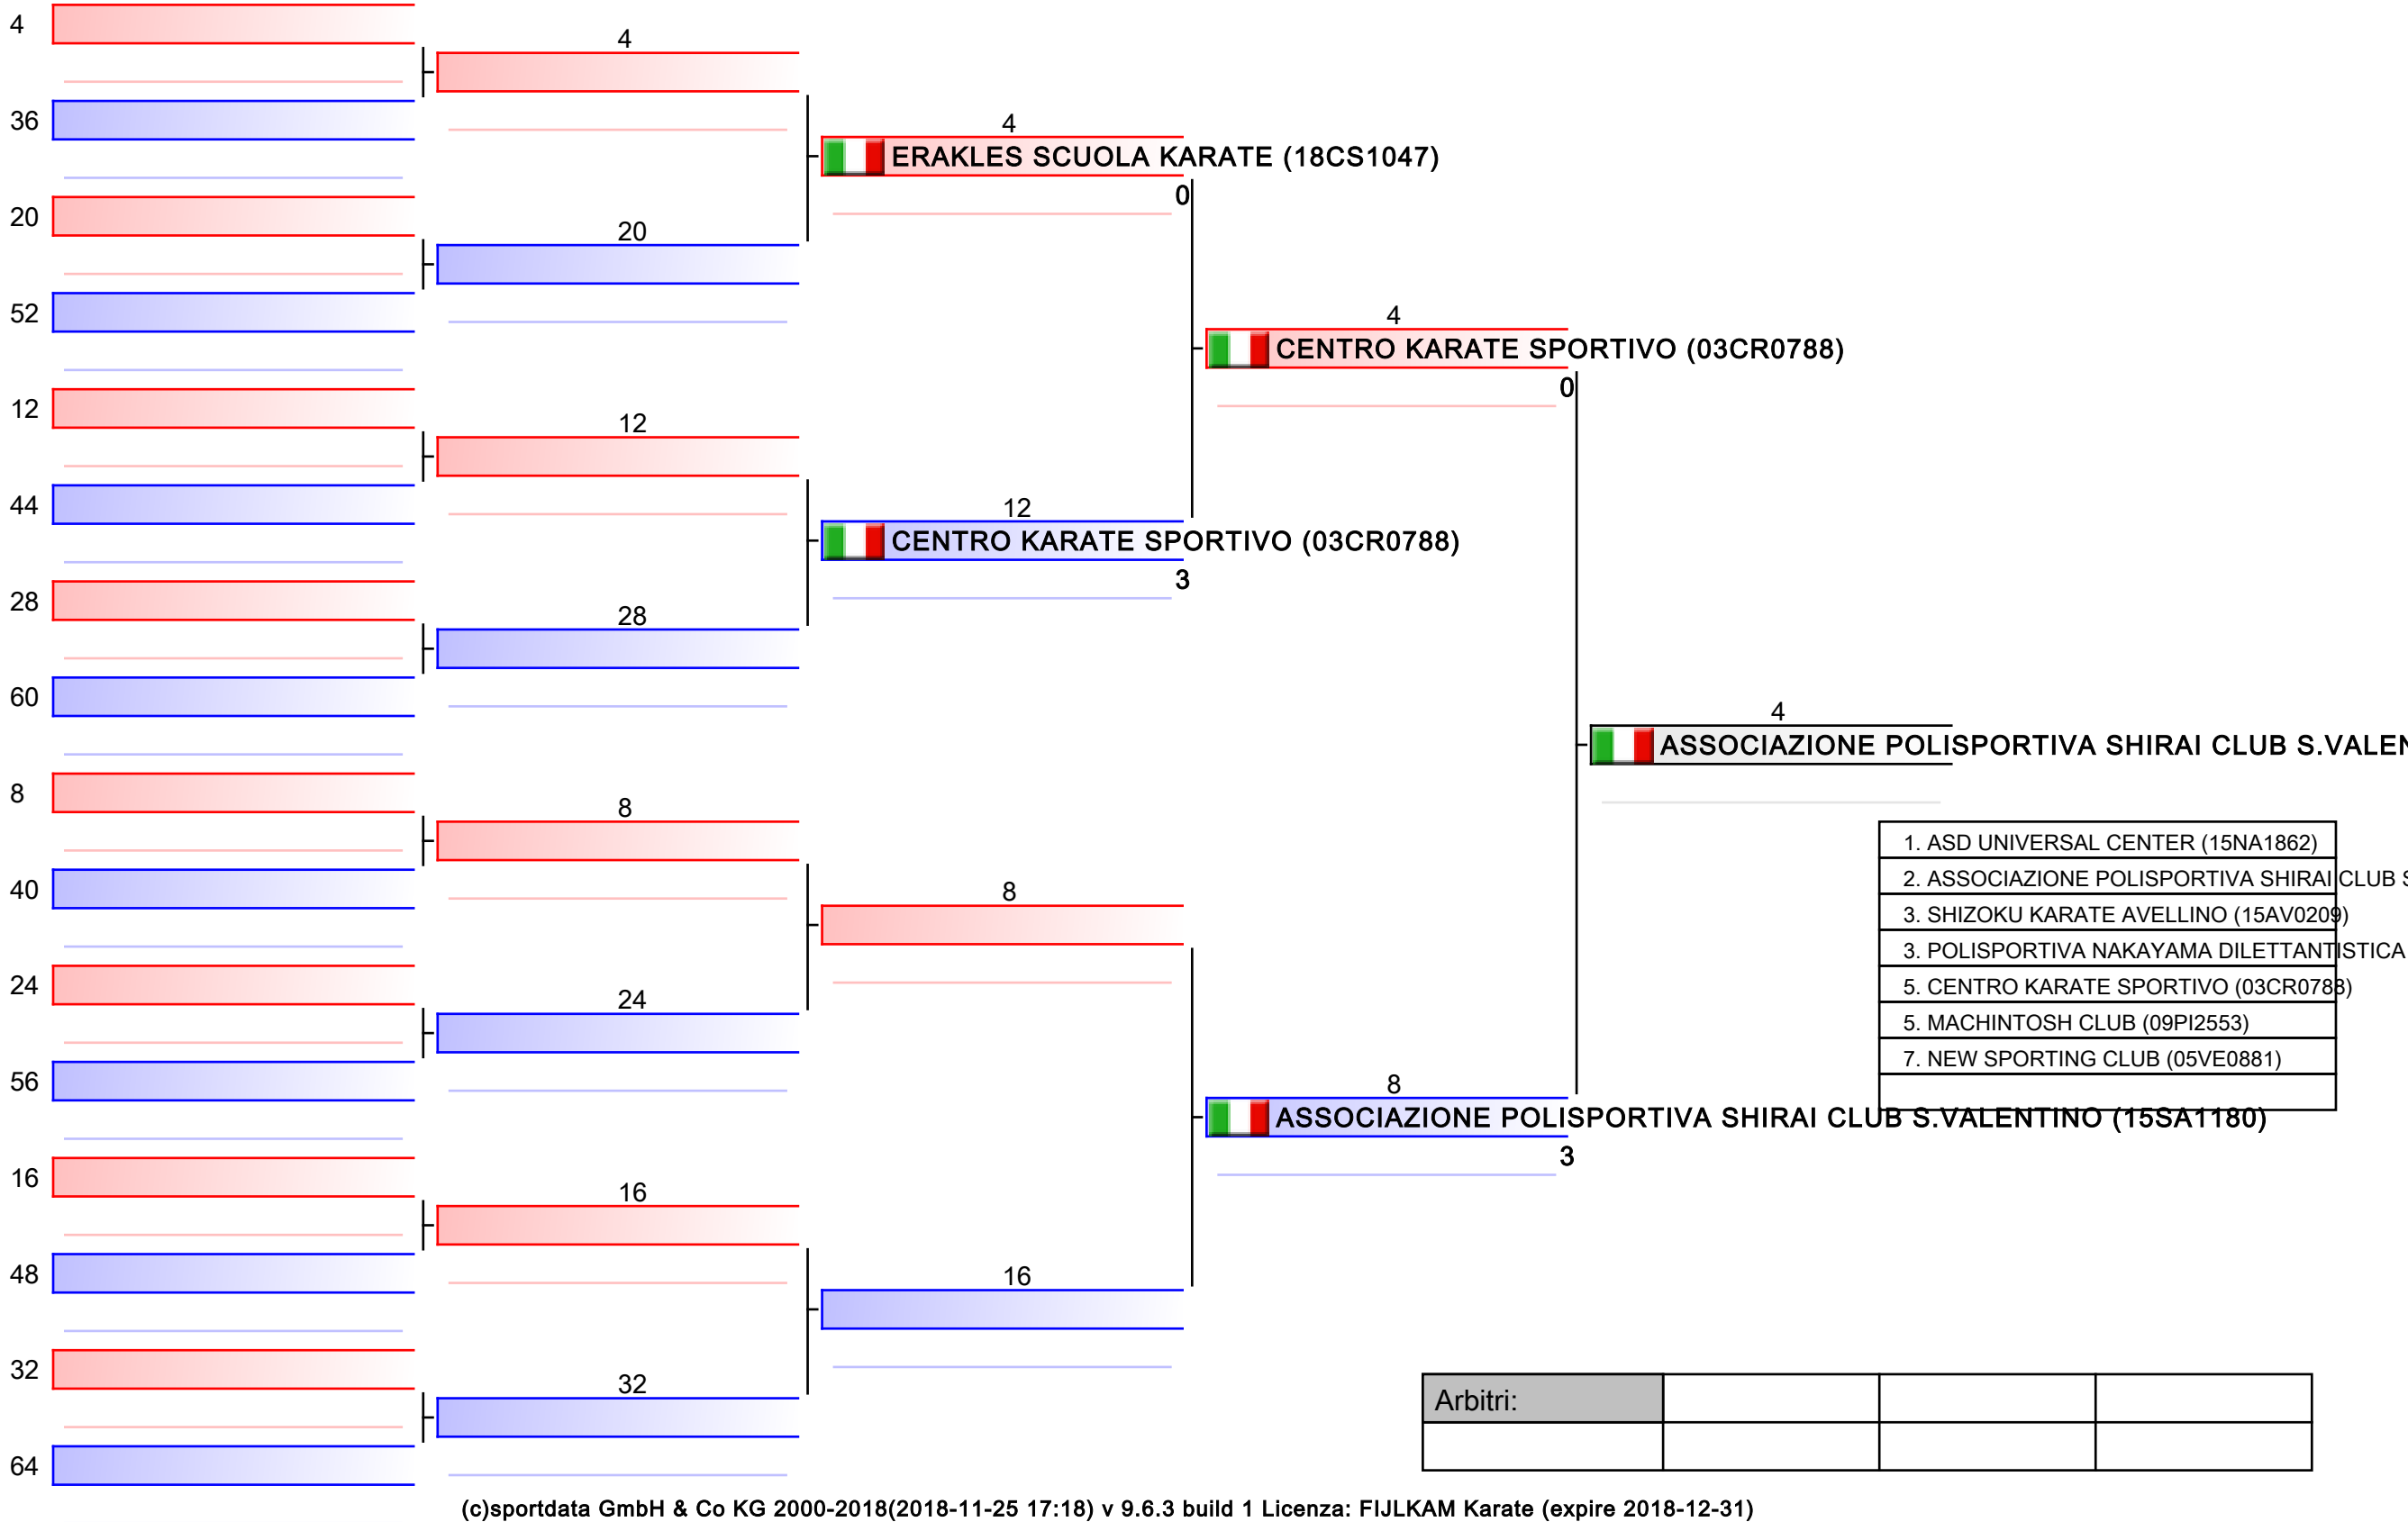 4
36
20
52
12
44
28
60
8
40
24
56
16
48
32
64
4
20
12
28
8
24
16
32
4
ERAKLES SCUOLA KARATE (18CS1047)
0
12
CENTRO KARATE SPORTIVO (03CR0788)
3
8
16
4
CENTRO KARATE SPORTIVO (03CR0788)
0
8
ASSOCIAZIONE POLISPORTIVA SHIRAI CLUB S.VALENTINO (15SA1180)
3
4
ASSOCIAZIONE POLISPORTIVA SHIRAI CLUB S.VALEN
1. ASD UNIVERSAL CENTER (15NA1862)
2. ASSOCIAZIONE POLISPORTIVA SHIRAI CLUB S
3. SHIZOKU KARATE AVELLINO (15AV0209)
3. POLISPORTIVA NAKAYAMA DILETTANTISTICA
5. CENTRO KARATE SPORTIVO (03CR0788)
5. MACHINTOSH CLUB (09PI2553)
7. NEW SPORTING CLUB (05VE0881)
Arbitri:
(c)sportdata GmbH & Co KG 2000-2018(2018-11-25 17:18) v 9.6.3 build 1 Licenza: FIJLKAM Karate (expire 2018-12-31)